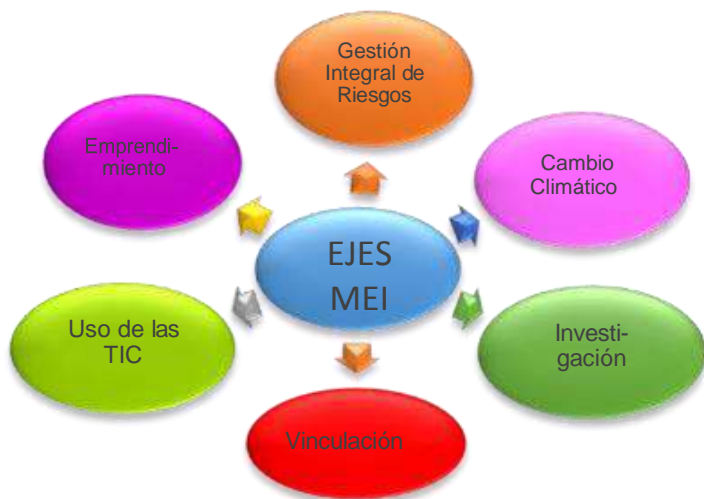 Gestión
Integral de
Riesgos
Emprendi-
miento
Cambio
Climático
EJES
MEI
Uso de las
TIC
Investi-
gación
Vinculación